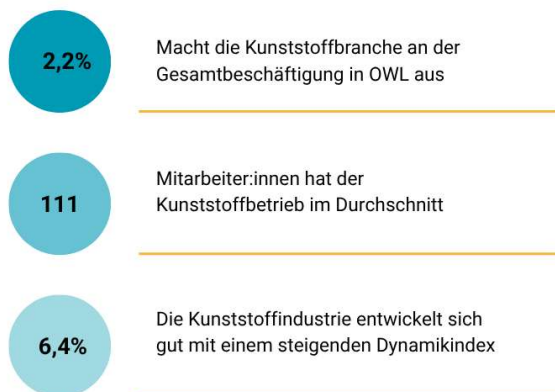 2,2%
Macht die Kunststoffbranche an der
Gesamtbeschäftigung in OWL aus
111
Mitarbeiter:innen hat der
Kunststoffbetrieb im Durchschnitt
6,4%
Die Kunststoffindustrie entwickelt sich
gut mit einem steigenden Dynamikindex